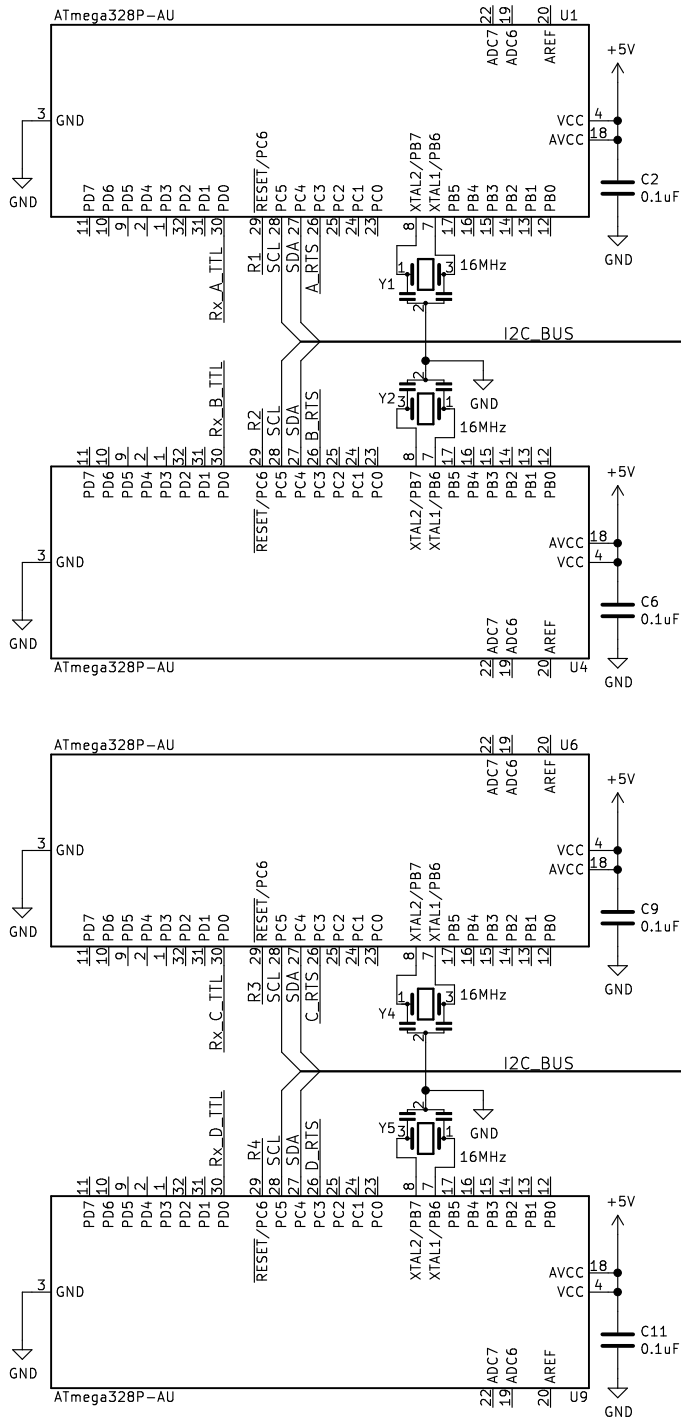 ATmega328P-AU
22 19 20 U1
ADC7 ADC6 AREF
+5V
3 GND
VCC 4
AVCC 18
GND
C2
0.1uF
GND
PD7 PD6 PD5 PD4 PD3 PD2 PD1 PD0 RESET/PC6 PC5 PC4 PC3 PC2 PC1 PC0 XTAL2/PB7 XTAL1/PB6 PB5 PB4 PB3 PB2 PB1 PB0
11 10 9 2 1 32 31 30 29 28 27 26 25 24 23 8 7 17 16 15 14 13 12
Rx_A_TTL R1 SCL SDA A_RTS
1 3 16MHz
Y1
2
I2C_BUS
2
GND
Y2 3 1
16MHz
Rx_B_TTL R2 SCL SDA B_RTS
11 10 9 2 1 32 31 30 29 28 27 26 25 24 23 8 7 17 16 15 14 13 12
PD7 PD6 PD5 PD4 PD3 PD2 PD1 PD0 RESET/PC6 PC5 PC4 PC3 PC2 PC1 PC0 XTAL2/PB7 XTAL1/PB6 PB5 PB4 PB3 PB2 PB1 PB0
+5V
AVCC 18
3 GND
VCC 4
GND
C6
0.1uF
GND
ADC7 ADC6 AREF
22 19 20 U4
ATmega328P-AU
ATmega328P-AU
22 19 20 U6
ADC7 ADC6 AREF
+5V
3 GND
VCC 4
AVCC 18
GND
C9
0.1uF
GND
PD7 PD6 PD5 PD4 PD3 PD2 PD1 PD0 RESET/PC6 PC5 PC4 PC3 PC2 PC1 PC0 XTAL2/PB7 XTAL1/PB6 PB5 PB4 PB3 PB2 PB1 PB0
11 10 9 2 1 32 31 30 29 28 27 26 25 24 23 8 7 17 16 15 14 13 12
Rx_C_TTL R3 SCL SDA C_RTS
1 3 16MHz
Y4
2
I2C_BUS
2
GND
Y5 3 1
16MHz
Rx_D_TTL R4 SCL SDA D_RTS
11 10 9 2 1 32 31 30 29 28 27 26 25 24 23 8 7 17 16 15 14 13 12
PD7 PD6 PD5 PD4 PD3 PD2 PD1 PD0 RESET/PC6 PC5 PC4 PC3 PC2 PC1 PC0 XTAL2/PB7 XTAL1/PB6 PB5 PB4 PB3 PB2 PB1 PB0
+5V
AVCC 18
3 GND
VCC 4
GND
C11
0.1uF
GND
ADC7 ADC6 AREF
22 19 20 U9
ATmega328P-AU